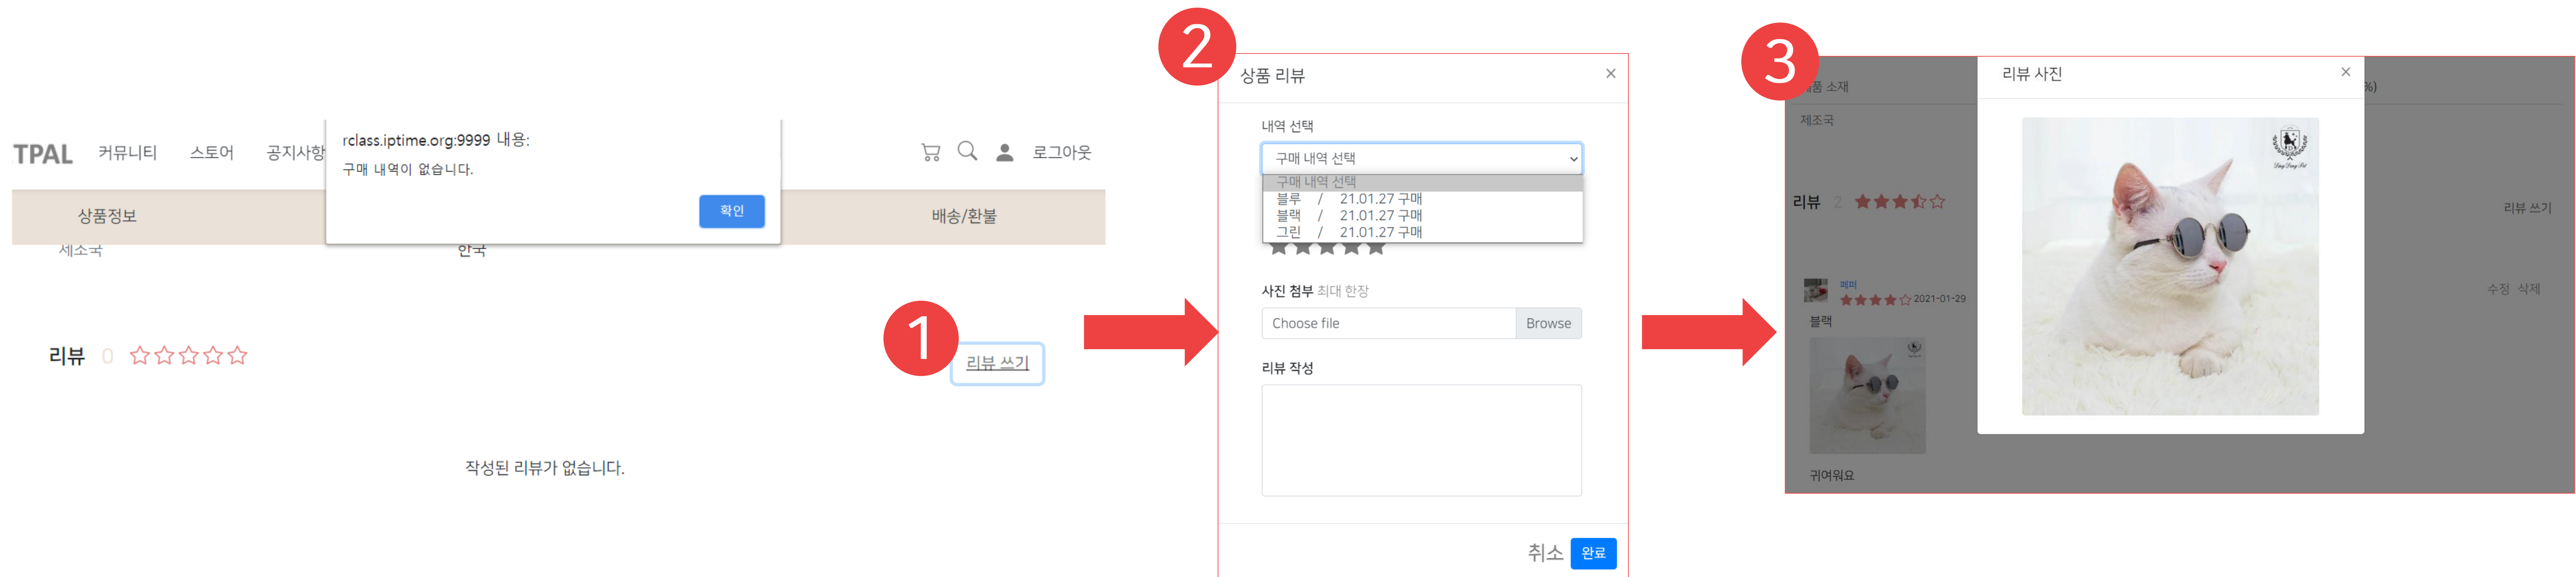 TPAL 커뮤니티 스토어 공지사항
rclass.iptime.org:9999 내용:
구매 내역이 없습니다.
확인
로그아웃
상품정보
배송/환불
제조국
한국
리뷰 0
1
리뷰 쓰기
작성된 리뷰가 없습니다.
2
상품 리뷰
×
내역 선택
구매 내역 선택
구매 내역 선택
블루 / 21.01.27 구매
블랙 / 21.01.27 구매
그린 / 21.01.27 구매
사진 첨부 최대 한장
Choose file
Browse
리뷰 작성
취소
완료
3
리뷰 사진
×
품 소재
%)
제조국
리뷰 2
리뷰 쓰기
페퍼
2021-01-29
수정 삭제
블랙
귀여워요